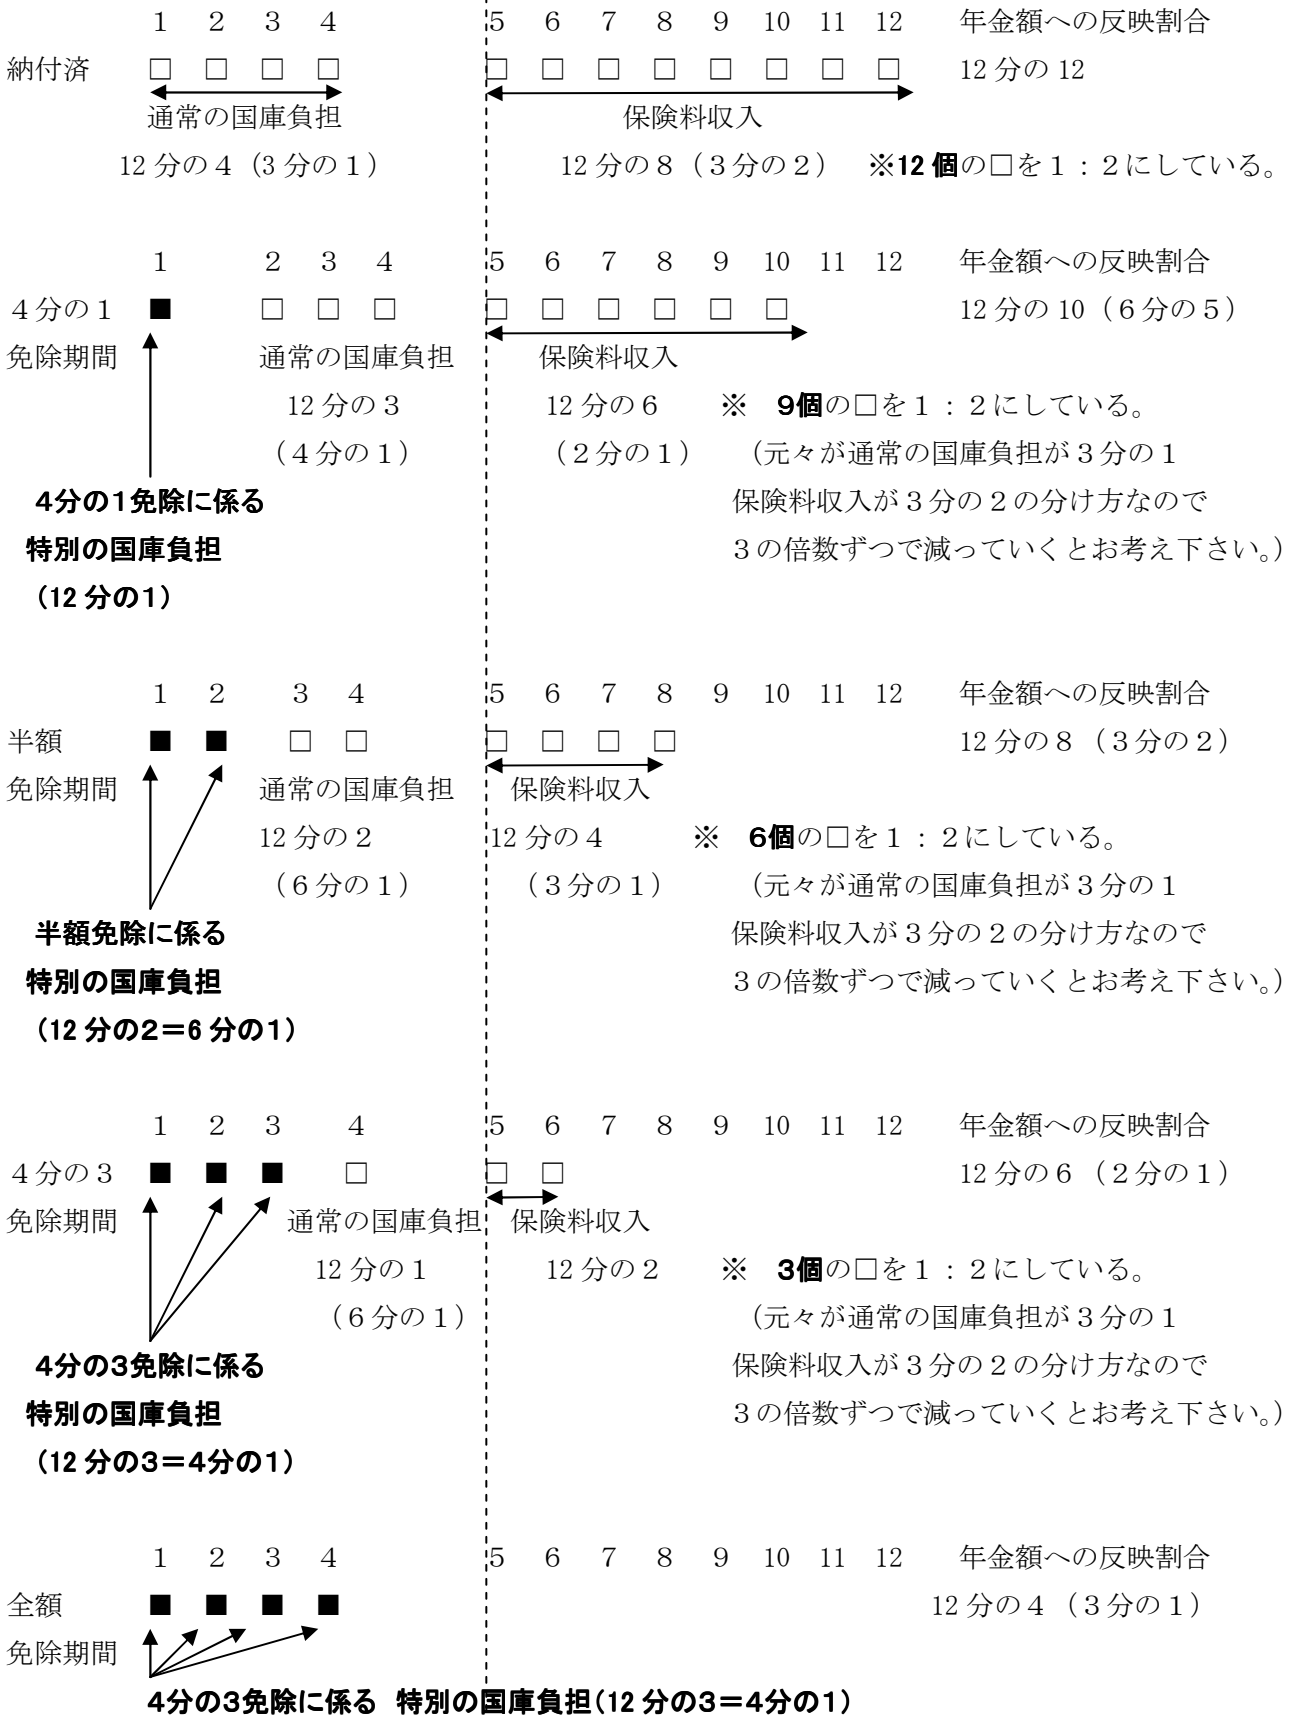 １ ２ ３ ４ ５ ６ ７ ８ ９ 10 11 12 年金額への反映割合
納付済 □ □ □ □ □ □ □ □ □ □ □ □ 12 分の 12
通常の国庫負担 保険料収入
12 分の４（3 分の１） 12 分の８（３分の２） ※12 個の□を１：２にしている。
１ ２ ３ ４ ５ ６ ７ ８ ９ 10 11 12 年金額への反映割合
４分の１ ■ □ □ □ □ □ □ □ □ □ 12 分の 10（６分の５）
免除期間 通常の国庫負担 保険料収入
12 分の３ 12 分の６ ※ ９個の□を１：２にしている。
（４分の１） （２分の１） （元々が通常の国庫負担が３分の１
４分の１免除に係る 保険料収入が３分の２の分け方なので
特別の国庫負担 ３の倍数ずつで減っていくとお考え下さい。）
（12 分の１）
１ ２ ３ ４ ５ ６ ７ ８ ９ 10 11 12 年金額への反映割合
半額 ■ ■ □ □ □ □ □ □ 12 分の８（３分の２）
免除期間 通常の国庫負担 保険料収入
12 分の２ 12 分の４ ※ ６個の□を１：２にしている。
（６分の１） （３分の１） （元々が通常の国庫負担が３分の１
半額免除に係る 保険料収入が３分の２の分け方なので
特別の国庫負担 ３の倍数ずつで減っていくとお考え下さい。）
（12 分の２＝6 分の１）
１ ２ ３ ４ ５ ６ ７ ８ ９ 10 11 12 年金額への反映割合
４分の３ ■ ■ ■ □ □ □ 12 分の６（２分の１）
免除期間 通常の国庫負担 保険料収入
12 分の１ 12 分の２ ※ ３個の□を１：２にしている。
（６分の１） （元々が通常の国庫負担が３分の１
４分の３免除に係る 保険料収入が３分の２の分け方なので
特別の国庫負担 ３の倍数ずつで減っていくとお考え下さい。）
（12 分の３＝４分の１）
１ ２ ３ ４ ５ ６ ７ ８ ９ 10 11 12 年金額への反映割合
全額 ■ ■ ■ ■ 12 分の４（３分の１）
免除期間
４分の３免除に係る 特別の国庫負担（12 分の３＝４分の１）